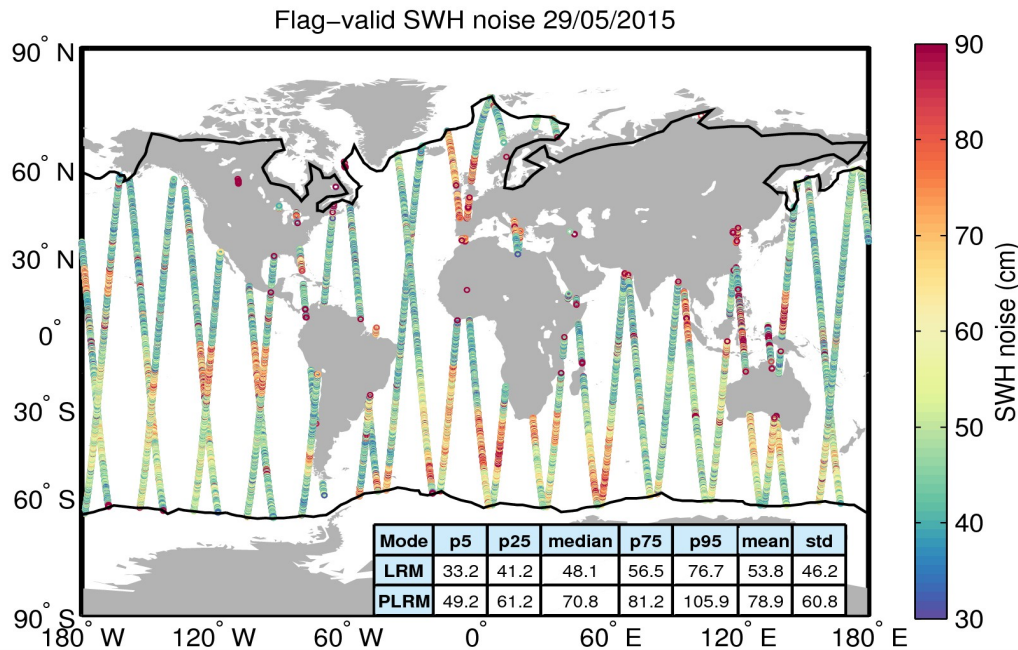 Flag−valid SWH noise 29/05/2015
90° N
60° N
30° N
0°
30° S
60° S
90° S
180° W
120° W
60° W
0°
60° E
120° E
180° E
Mode p5 p25 median p75 p95 mean std
LRM 33.2 41.2 48.1 56.5 76.7 53.8 46.2
PLRM 49.2 61.2 70.8 81.2 105.9 78.9 60.8
90
80
70
60
50
40
30
SWH noise (cm)